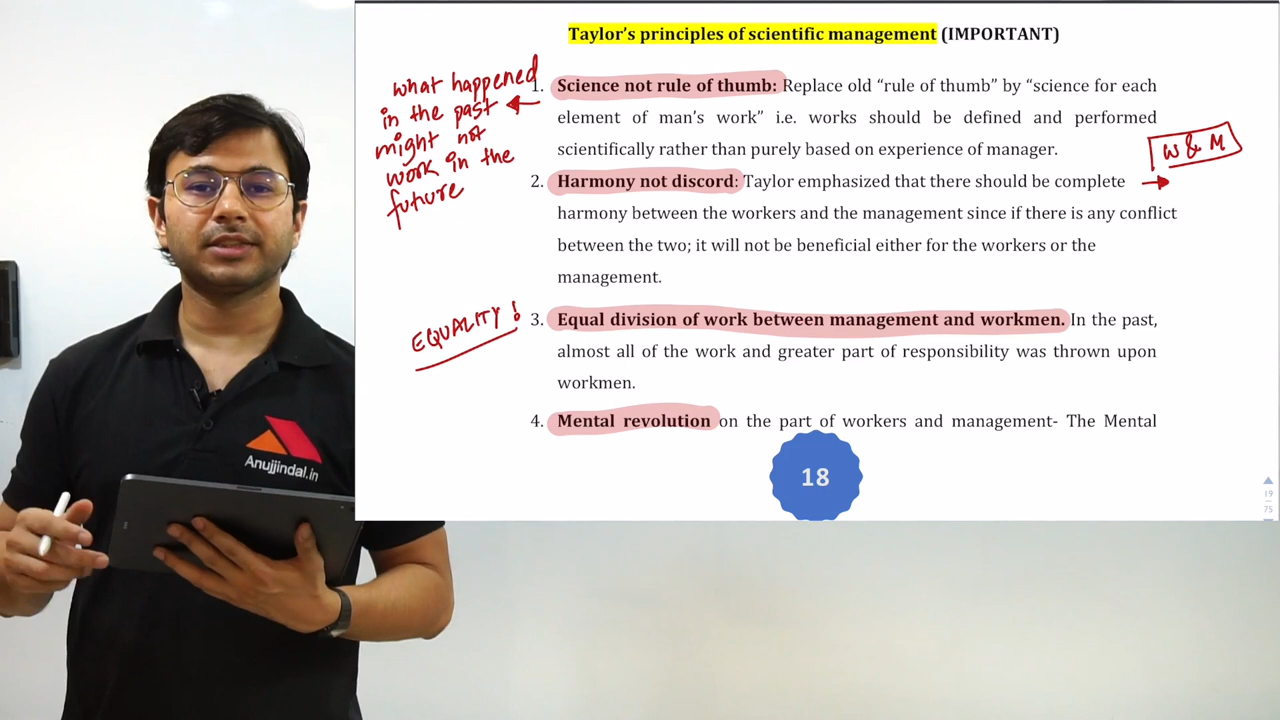 Taylor's principles of scientific management (IMPORTANT)
what happened
in the past
might not
work in the
future
1. Science not rule of thumb: Replace old “rule of thumb” by “science for each
element of man's work” i.e. works should be defined and performed
scientifically rather than purely based on experience of manager.
W & M
2. Harmony not discord: Taylor emphasized that there should be complete
harmony between the workers and the management since if there is any conflict
between the two; it will not be beneficial either for the workers or the
management.
EQUALITY!
3. Equal division of work between management and workmen. In the past,
almost all of the work and greater part of responsibility was thrown upon
workmen.
4. Mental revolution on the part of workers and management- The Mental
18
19
75
Anujjindal.in